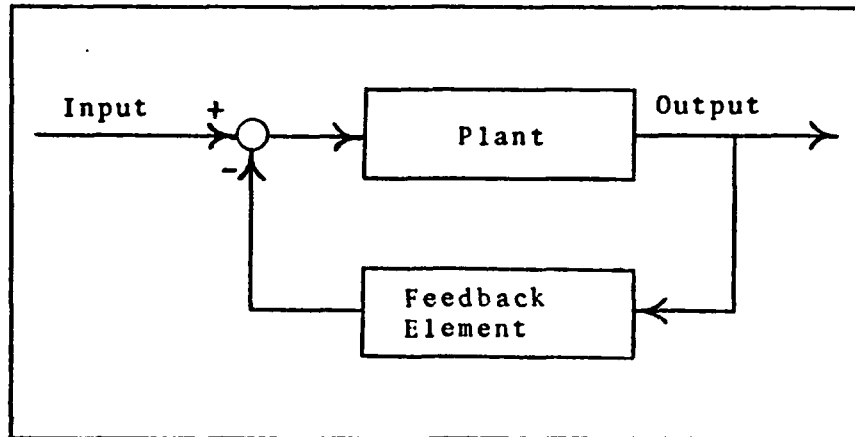 Input
+
-
Plant
Output
Feedback
Element